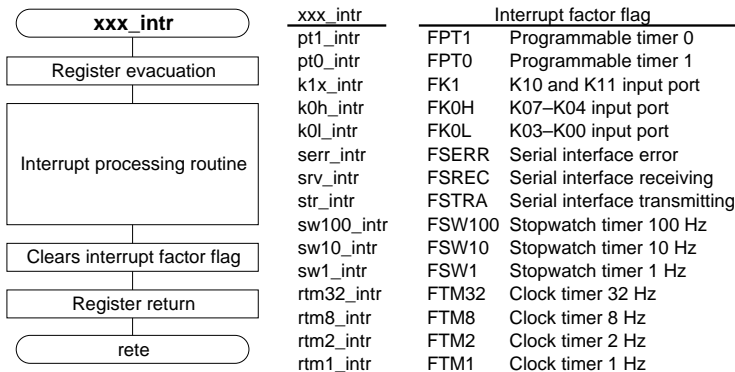 xxx_intr
Register evacuation
Interrupt processing routine
Clears interrupt factor flag
Register return
rete
xxx_intr Interrupt factor flag
pt1_intr FPT1 Programmable timer 0
pt0_intr FPT0 Programmable timer 1
k1x_intr FK1 K10 and K11 input port
k0h_intr FK0H K07–K04 input port
k0l_intr FK0L K03–K00 input port
serr_intr FSERR Serial interface error
srv_intr FSREC Serial interface receiving
str_intr FSTRA Serial interface transmitting
sw100_intr FSW100 Stopwatch timer 100 Hz
sw10_intr FSW10 Stopwatch timer 10 Hz
sw1_intr FSW1 Stopwatch timer 1 Hz
rtm32_intr FTM32 Clock timer 32 Hz
rtm8_intr FTM8 Clock timer 8 Hz
rtm2_intr FTM2 Clock timer 2 Hz
rtm1_intr FTM1 Clock timer 1 Hz